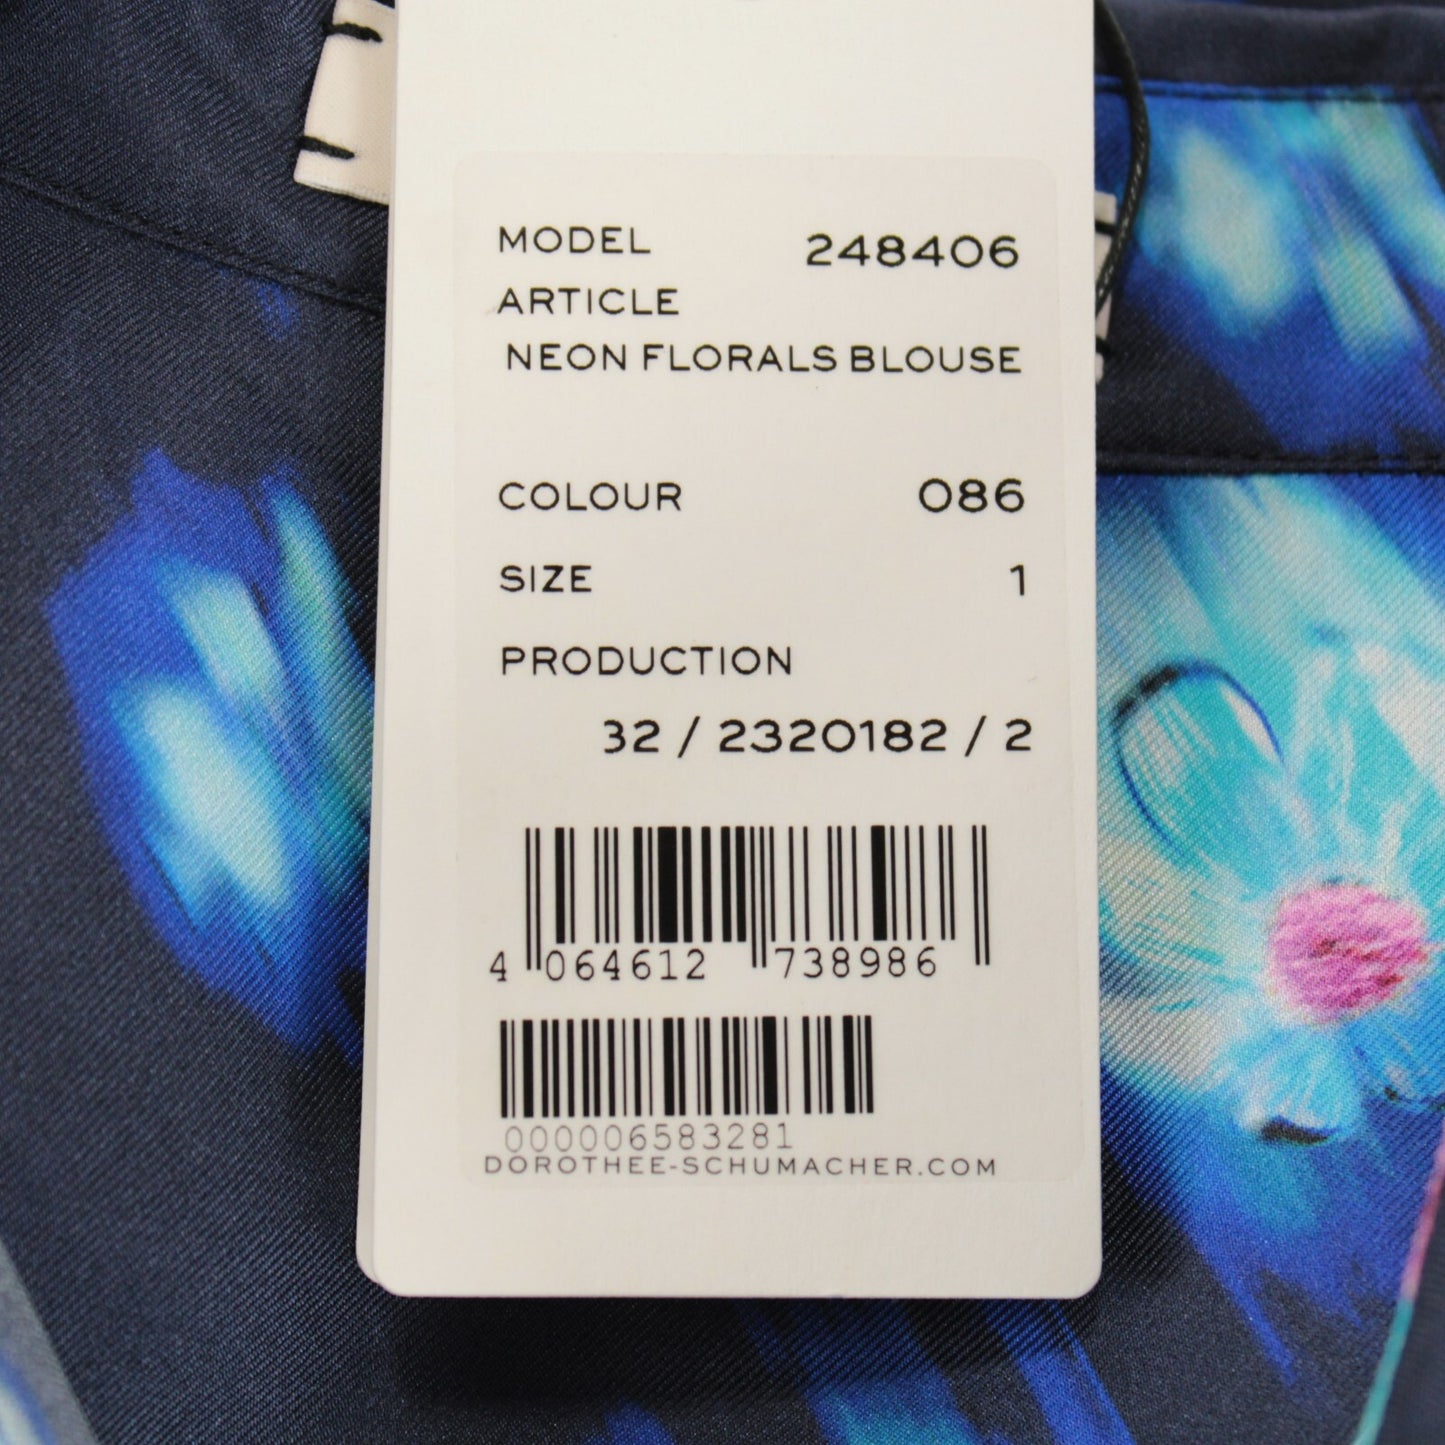 MODEL 248406
ARTICLE
NEON FLORALS BLOUSE
COLOUR 086
SIZE 1
PRODUCTION
32 / 2320182 / 2
4 064612 738986
000006583281
DOROTHEE-SCHUMACHER.COM